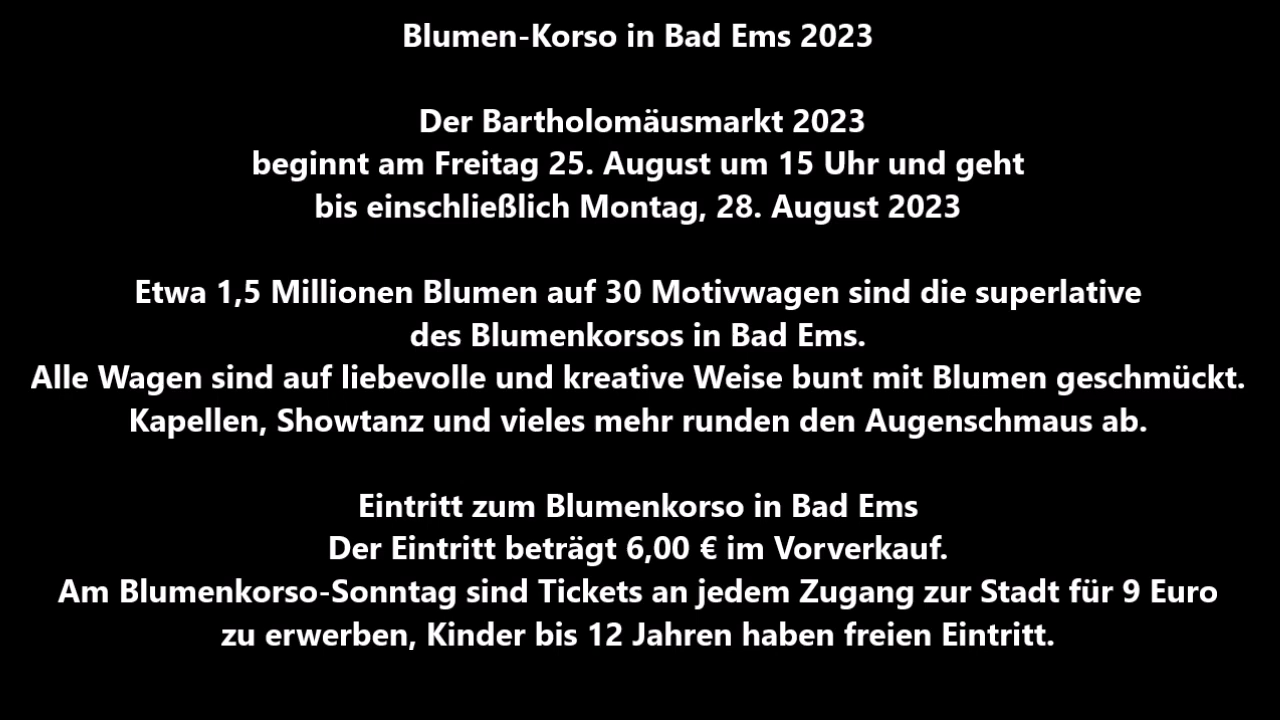 Blumen-Korso in Bad Ems 2023
Der Bartholomäusmarkt 2023
beginnt am Freitag 25. August um 15 Uhr und geht
bis einschließlich Montag, 28. August 2023
Etwa 1,5 Millionen Blumen auf 30 Motivwagen sind die superlative
des Blumenkorsos in Bad Ems.
Alle Wagen sind auf liebevolle und kreative Weise bunt mit Blumen geschmückt.
Kapellen, Showtanz und vieles mehr runden den Augenschmaus ab.
Eintritt zum Blumenkorso in Bad Ems
Der Eintritt beträgt 6,00 € im Vorverkauf.
Am Blumenkorso-Sonntag sind Tickets an jedem Zugang zur Stadt für 9 Euro
zu erwerben, Kinder bis 12 Jahren haben freien Eintritt.